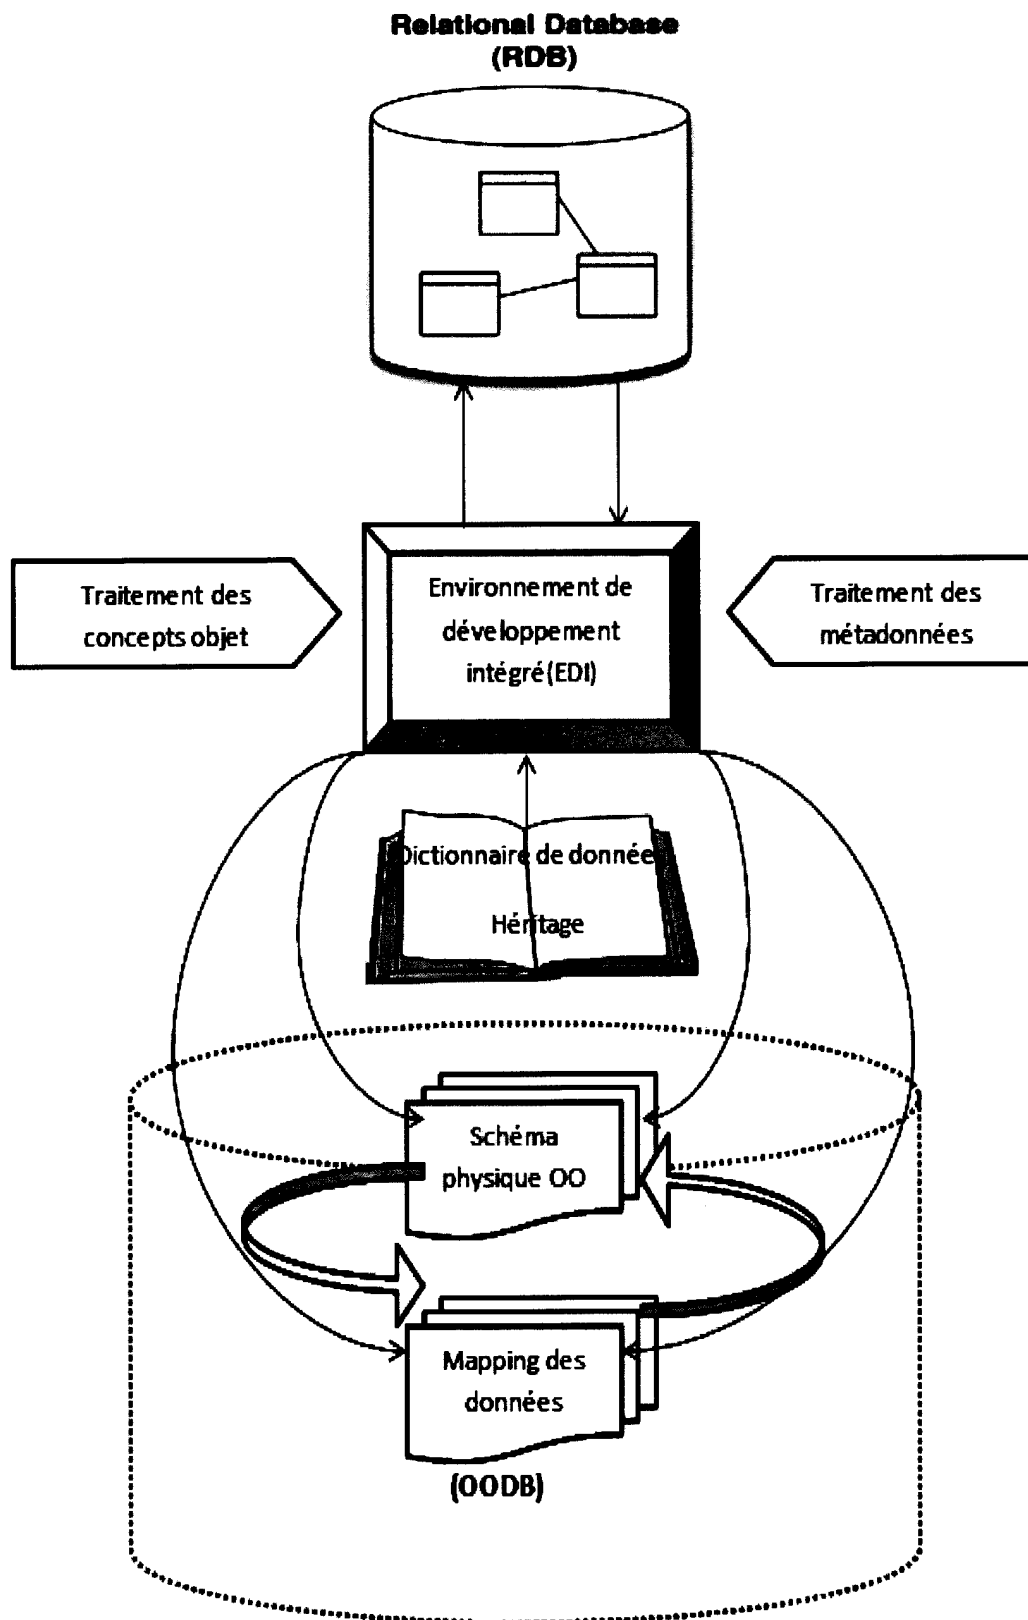 Relational Database
(RDB)
Traitement des
concepts objet
Environnement de
développement
intégré(EDI)
Traitement des
métadonnées
Dictionnaire de donnée
Héritage
Schéma
physique OO
Mapping des
données
(OODB)